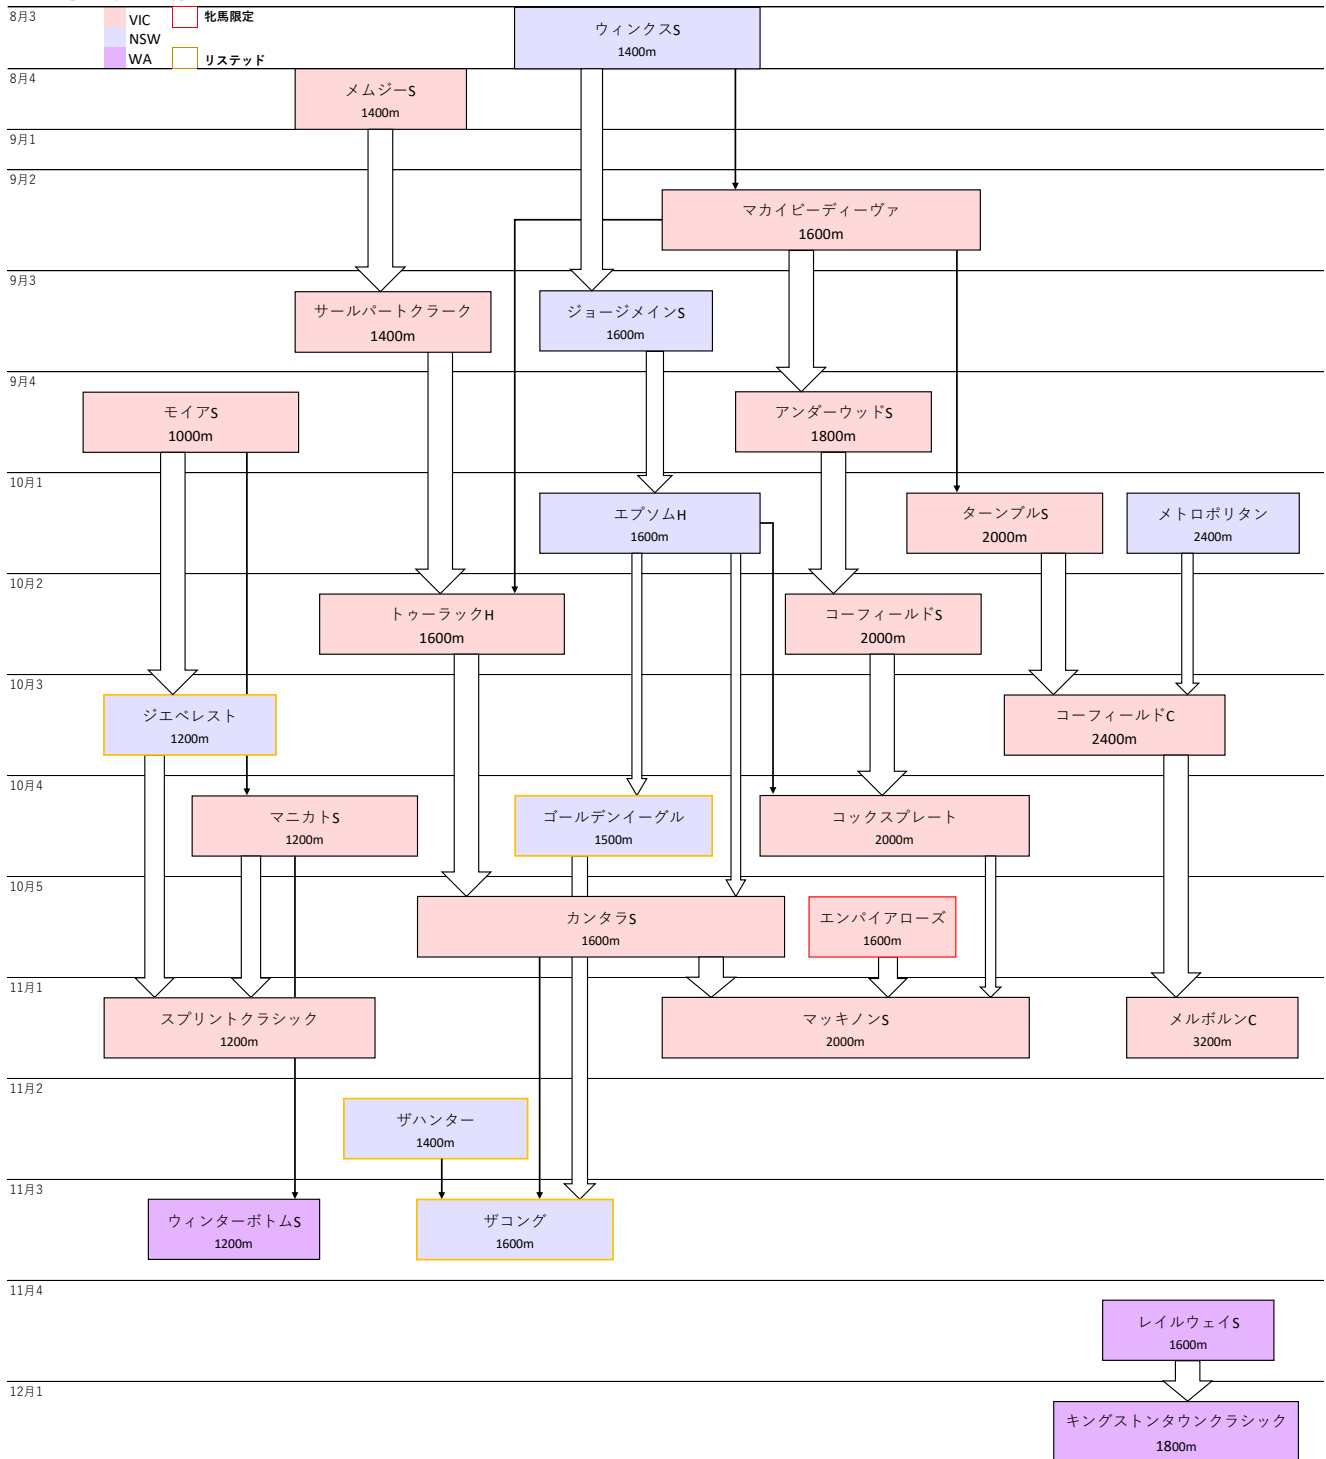 8月3
VIC
牝馬限定
NSW
WA
リステッド
ウィンクスS
1400m
8月4
メムジーS
1400m
9月1
9月2
マカイビーディーヴァ
1600m
9月3
サールパートクラーク
1400m
ジョージメインS
1600m
9月4
モイアS
1000m
アンダーウッドS
1800m
10月1
エプソムH
1600m
ターンブルS
2000m
メトロポリタン
2400m
10月2
トゥーラックH
1600m
コーフィールドS
2000m
10月3
ジエベレスト
1200m
コーフィールドC
2400m
10月4
マニカトS
1200m
ゴールデンイーグル
1500m
コックスプレート
2000m
10月5
カンタラS
1600m
エンパイアローズ
1600m
11月1
スプリントクラシック
1200m
マッキノンS
2000m
メルボルンC
3200m
11月2
ザハンター
1400m
11月3
ウィンターボトムS
1200m
ザコング
1600m
11月4
レイルウェイS
1600m
12月1
キングストンタウンクラシック
1800m